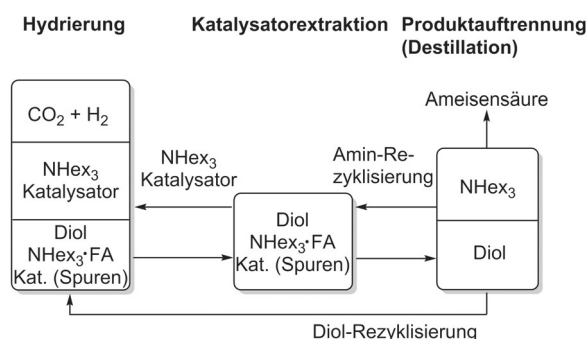 Hydrierung
Katalysatorextraktion
Produktauftrennung
(Destillation)
CO₂ + H₂
NHex₃
Katalysator
Diol
NHex₃·FA
Kat. (Spuren)
NHex₃
Katalysator
Diol
NHex₃·FA
Kat. (Spuren)
Amin-Re-
zyklisierung
Ameisensäure
NHex₃
Diol
Diol-Rezyklisierung